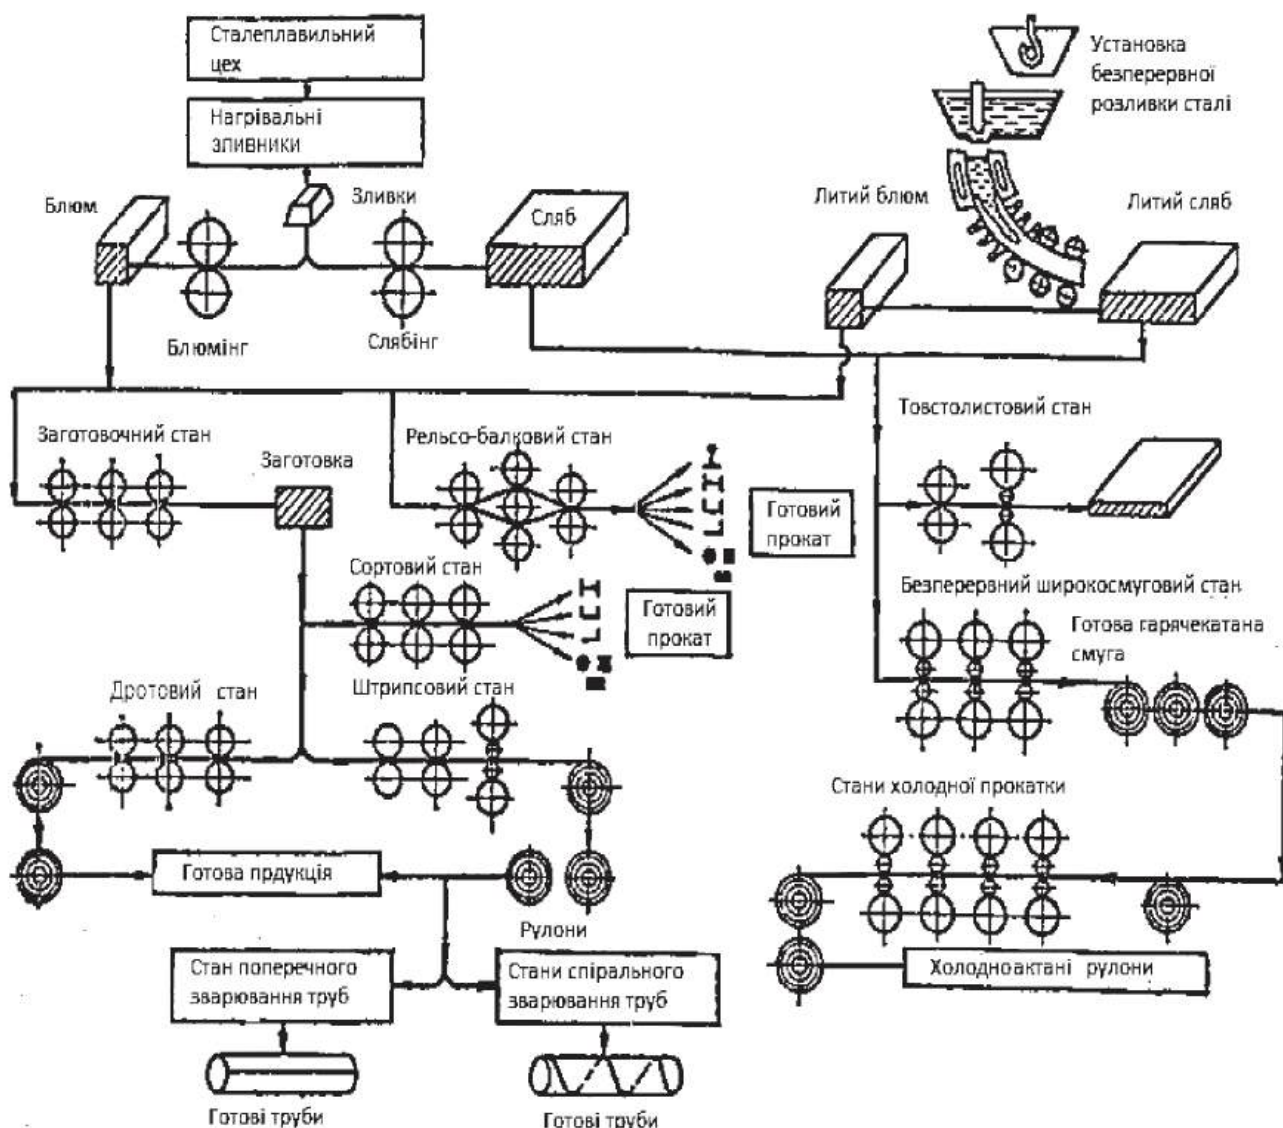 Сталеплавильний
цех
Нагрівальні
зливники
Установка
безперервної
розливки сталі
Блюм
Зливки
Сляб
Литий блюм
Литий сляб
Блюмінг
Слябінг
Товстолистовий стан
Заготовочний стан
Заготовка
Рельсо-балковий стан
Готовий
прокат
Сортовий стан
Готовий
прокат
Безперервний широкосмуговий стан
Готова гарячекатана
смуга
Дротовий стан
Штрипсовий стан
Стани холодної прокатки
Готова прдукція
Рулони
Стан поперечного
зварювання труб
Стани спірального
зварювання труб
Холодноактані рулони
Готові труби
Готові труби